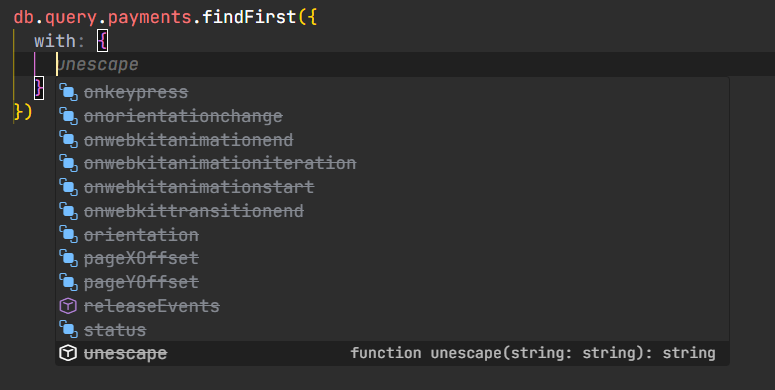 db.query.payments.findFirst({
with: {
unescape
}
})
onkeypress
onorientationchange
onwebkitanimationend
onwebkitanimationiteration
onwebkitanimationstart
onwebkittransitionend
orientation
pageXOffset
pageYOffset
releaseEvents
status
unescape function unescape(string: string): string